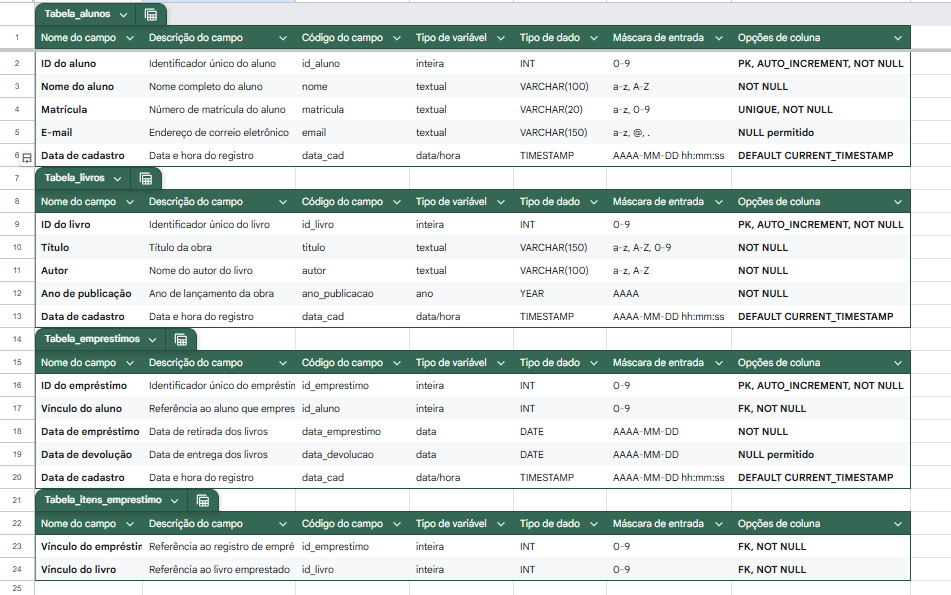 Tabela_alunos
1 Nome do campo Descrição do campo Código do campo Tipo de variável Tipo de dado Máscara de entrada Opções de coluna
2 ID do aluno Identificador único do aluno id_aluno inteira INT 0-9 PK, AUTO_INCREMENT, NOT NULL
3 Nome do aluno Nome completo do aluno nome textual VARCHAR(100) a-z, A-Z NOT NULL
4 Matrícula Número de matrícula do aluno matricula textual VARCHAR(20) a-z, 0-9 UNIQUE, NOT NULL
5 E-mail Endereço de correio eletrônico email textual VARCHAR(150) a-z, @, . NULL permitido
6 Data de cadastro Data e hora do registro data_cad data/hora TIMESTAMP AAAA-MM-DD hh:mm:ss DEFAULT CURRENT_TIMESTAMP
7 Tabela_livros
8 Nome do campo Descrição do campo Código do campo Tipo de variável Tipo de dado Máscara de entrada Opções de coluna
9 ID do livro Identificador único do livro id_livro inteira INT 0-9 PK, AUTO_INCREMENT, NOT NULL
10 Título Título da obra titulo textual VARCHAR(150) a-z, A-Z, 0-9 NOT NULL
11 Autor Nome do autor do livro autor textual VARCHAR(100) a-z, A-Z NOT NULL
12 Ano de publicação Ano de lançamento da obra ano_publicacao ano YEAR AAAA NOT NULL
13 Data de cadastro Data e hora do registro data_cad data/hora TIMESTAMP AAAA-MM-DD hh:mm:ss DEFAULT CURRENT_TIMESTAMP
14 Tabela_emprestimos
15 Nome do campo Descrição do campo Código do campo Tipo de variável Tipo de dado Máscara de entrada Opções de coluna
16 ID do empréstimo Identificador único do empréstin id_emprestimo inteira INT 0-9 PK, AUTO_INCREMENT, NOT NULL
17 Vínculo do aluno Referência ao aluno que empres id_aluno inteira INT 0-9 FK, NOT NULL
18 Data de empréstimo Data de retirada dos livros data_emprestimo data DATE AAAA-MM-DD NOT NULL
19 Data de devolução Data de entrega dos livros data_devolucao data DATE AAAA-MM-DD NULL permitido
20 Data de cadastro Data e hora do registro data_cad data/hora TIMESTAMP AAAA-MM-DD hh:mm:ss DEFAULT CURRENT_TIMESTAMP
21 Tabela_itens_emprestimo
22 Nome do campo Descrição do campo Código do campo Tipo de variável Tipo de dado Máscara de entrada Opções de coluna
23 Vínculo do empréstin Referência ao registro de empré id_emprestimo inteira INT 0-9 FK, NOT NULL
24 Vínculo do livro Referência ao livro emprestado id_livro inteira INT 0-9 FK, NOT NULL
25